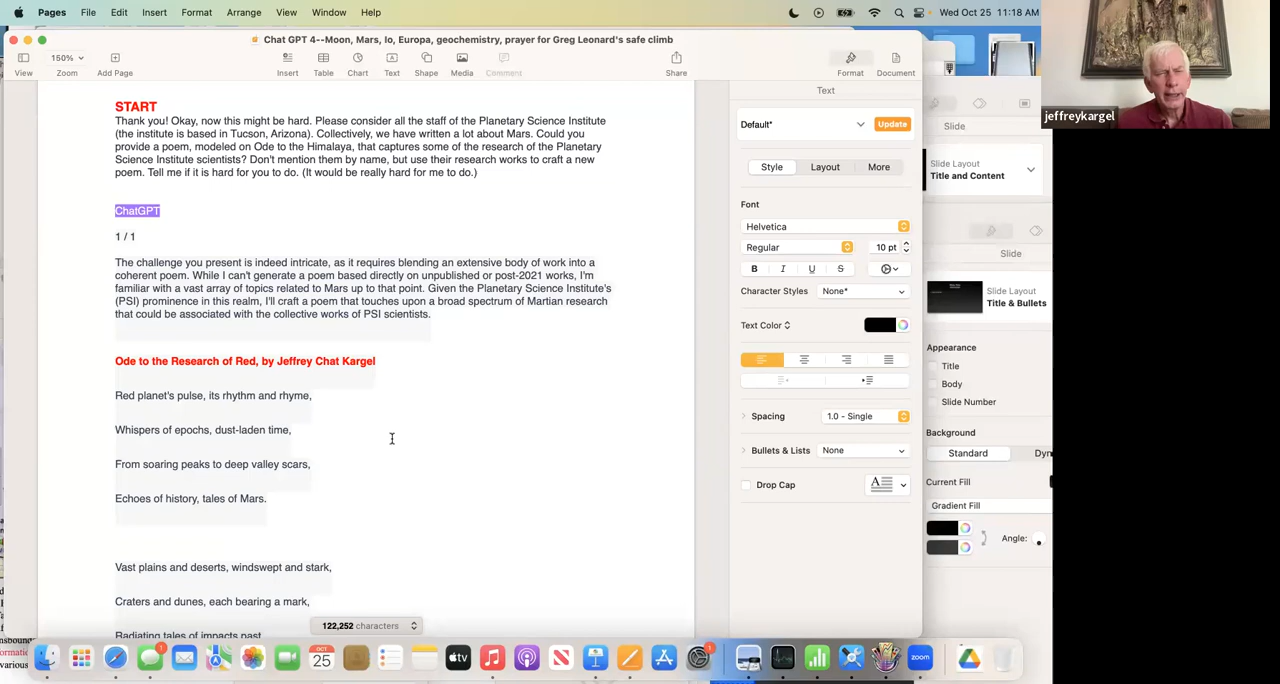 Pages File Edit Insert Format Arrange View Window Help Wed Oct 25 11:18 AM
Chat GPT 4--Moon, Mars, Io, Europa, geochemistry, prayer for Greg Leonard's safe climb
150%
View Zoom Add Page Insert Table Chart Text Shape Media Comment Share Format Document
jeffreykargel
START
Thank you! Okay, now this might be hard. Please consider all the staff of the Planetary Science Institute
(the institute is based in Tucson, Arizona). Collectively, we have written a lot about Mars. Could you
provide a poem, modeled on Ode to the Himalaya, that captures some of the research of the Planetary
Science Institute scientists? Don't mention them by name, but use their research works to craft a new
poem. Tell me if it is hard for you to do. (It would be really hard for me to do.)
ChatGPT
1 / 1
The challenge you present is indeed intricate, as it requires blending an extensive body of work into a
coherent poem. While I can't generate a poem based directly on unpublished or post-2021 works, I'm
familiar with a vast array of topics related to Mars up to that point. Given the Planetary Science Institute's
(PSI) prominence in this realm, I'll craft a poem that touches upon a broad spectrum of Martian research
that could be associated with the collective works of PSI scientists.
Ode to the Research of Red, by Jeffrey Chat Kargel
Red planet's pulse, its rhythm and rhyme,
Whispers of epochs, dust-laden time,
From soaring peaks to deep valley scars,
Echoes of history, tales of Mars.
Vast plains and deserts, windswept and stark,
Craters and dunes, each bearing a mark,
Radiating tales of impacts past
122,252 characters
Text
Default* Update
Style Layout More
Font
Helvetica
Regular 10 pt
B I U S
Character Styles None*
Text Color
Spacing 1.0 - Single
Bullets & Lists None
Drop Cap A
Slide
Slide Layout
Title and Content
Slide
Slide Layout
Title & Bullets
Appearance
Title
Body
Slide Number
Background
Standard Dyn
Current Fill
Gradient Fill
Angle:
OCT
25
tv
zoom